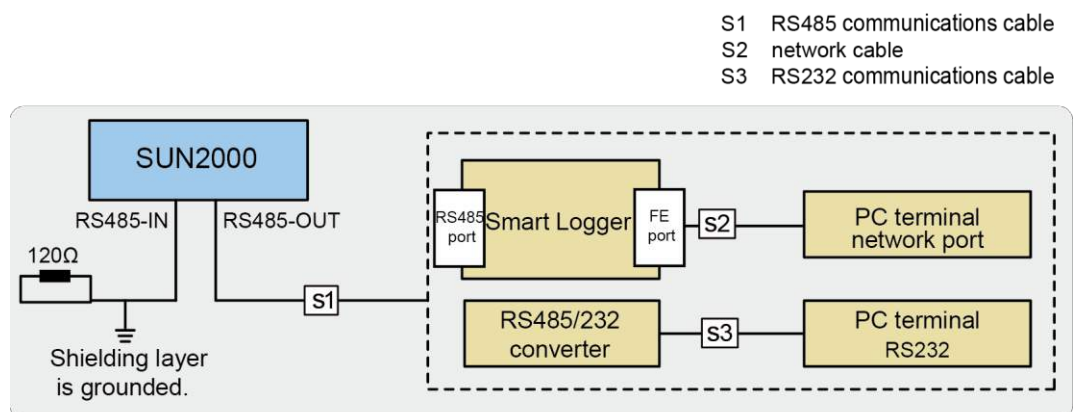 S1 RS485 communications cable
S2 network cable
S3 RS232 communications cable
SUN2000
RS485-IN
RS485-OUT
120Ω
Shielding layer
is grounded.
S1
RS485
port
Smart Logger
FE
port
S2
PC terminal
network port
RS485/232
converter
S3
PC terminal
RS232